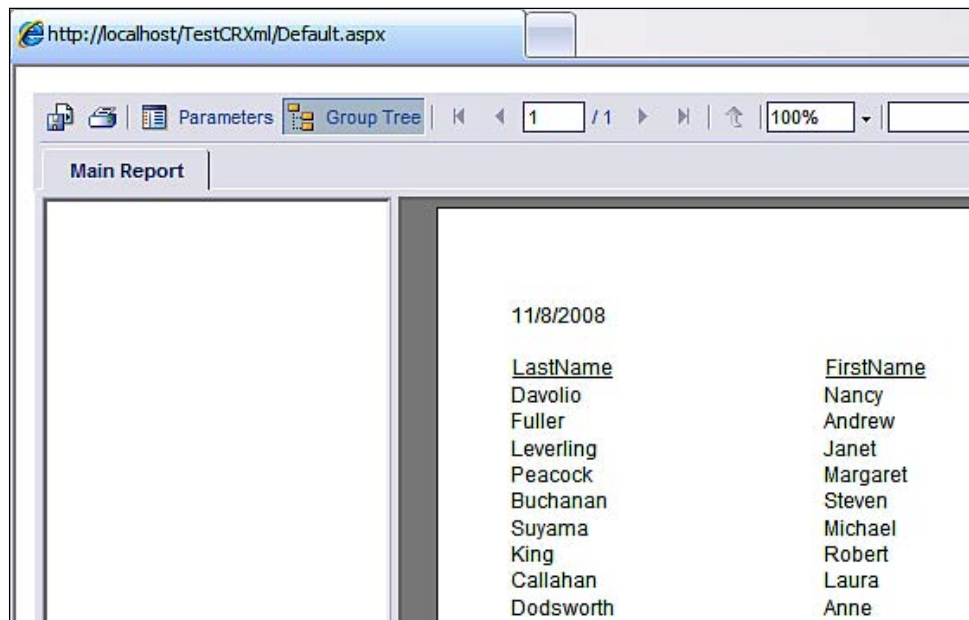 http://localhost/TestCRXml/Default.aspx
Parameters Group Tree 1 / 1 100%
Main Report
11/8/2008
LastName FirstName
Davolio Nancy
Fuller Andrew
Leverling Janet
Peacock Margaret
Buchanan Steven
Suyama Michael
King Robert
Callahan Laura
Dodsworth Anne